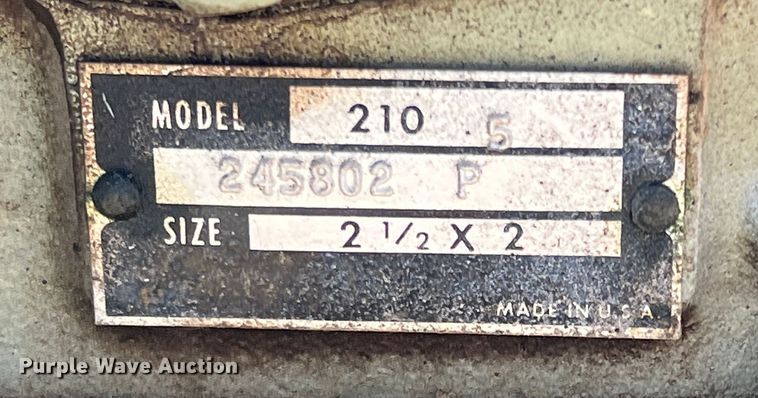 MODEL 210 5
245802 P
SIZE 2 1/2 X 2
MADE IN U.S.A
Purple Wave Auction